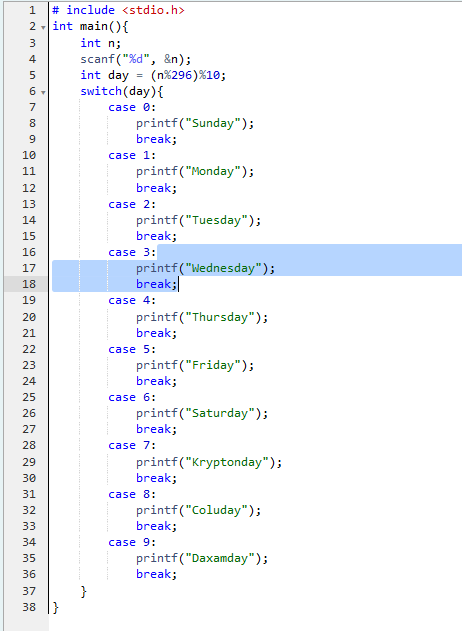 1 # include <stdio.h>
2 int main(){
3     int n;
4     scanf("%d", &n);
5     int day = (n%296)%10;
6     switch(day){
7         case 0:
8             printf("Sunday");
9             break;
10         case 1:
11             printf("Monday");
12             break;
13         case 2:
14             printf("Tuesday");
15             break;
16         case 3:
17             printf("Wednesday");
18             break;
19         case 4:
20             printf("Thursday");
21             break;
22         case 5:
23             printf("Friday");
24             break;
25         case 6:
26             printf("Saturday");
27             break;
28         case 7:
29             printf("Kryptonday");
30             break;
31         case 8:
32             printf("Coluday");
33             break;
34         case 9:
35             printf("Daxamday");
36             break;
37     }
38 }